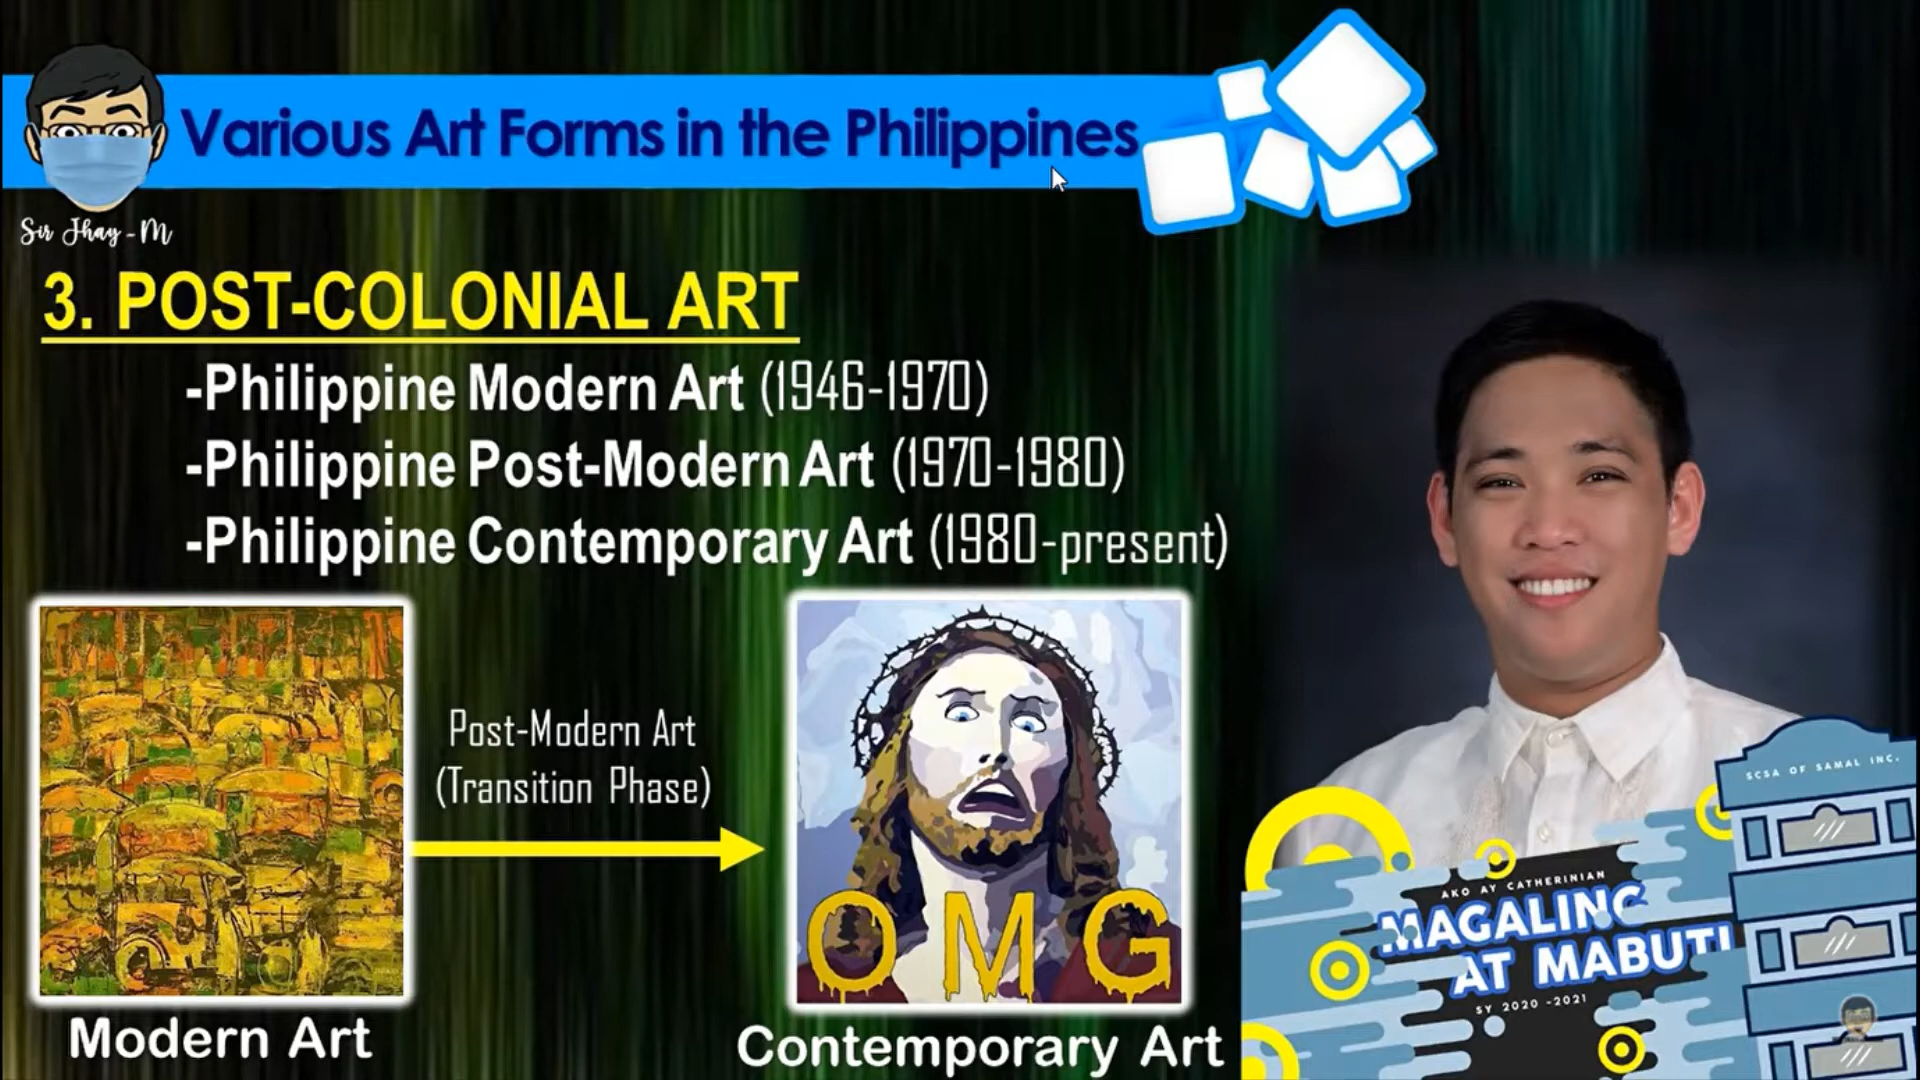 Various Art Forms in the Philippines
Sir Jhay-M
3. POST-COLONIAL ART
-Philippine Modern Art (1946-1970)
-Philippine Post-Modern Art (1970-1980)
-Philippine Contemporary Art (1980-present)
Post-Modern Art
(Transition Phase)
OMG
Modern Art
Contemporary Art
SCSA OF SAMAL INC.
AKO AY CATHERINIAN
MAGALING
AT MABUTI
SY 2020 -2021